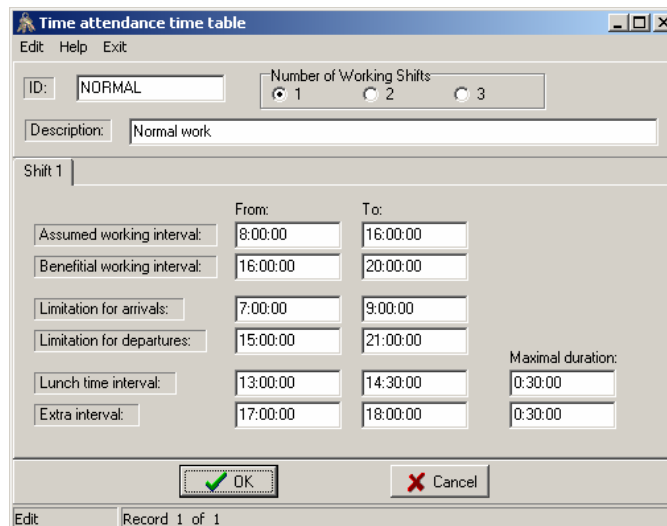 Time attendance time table
Edit Help Exit
ID: NORMAL
Number of Working Shifts
1 2 3
Description: Normal work
Shift 1
From: To:
Assumed working interval: 8:00:00 16:00:00
Benefitial working interval: 16:00:00 20:00:00
Limitation for arrivals: 7:00:00 9:00:00
Limitation for departures: 15:00:00 21:00:00
Maximal duration:
Lunch time interval: 13:00:00 14:30:00 0:30:00
Extra interval: 17:00:00 18:00:00 0:30:00
OK Cancel
Edit Record 1 of 1